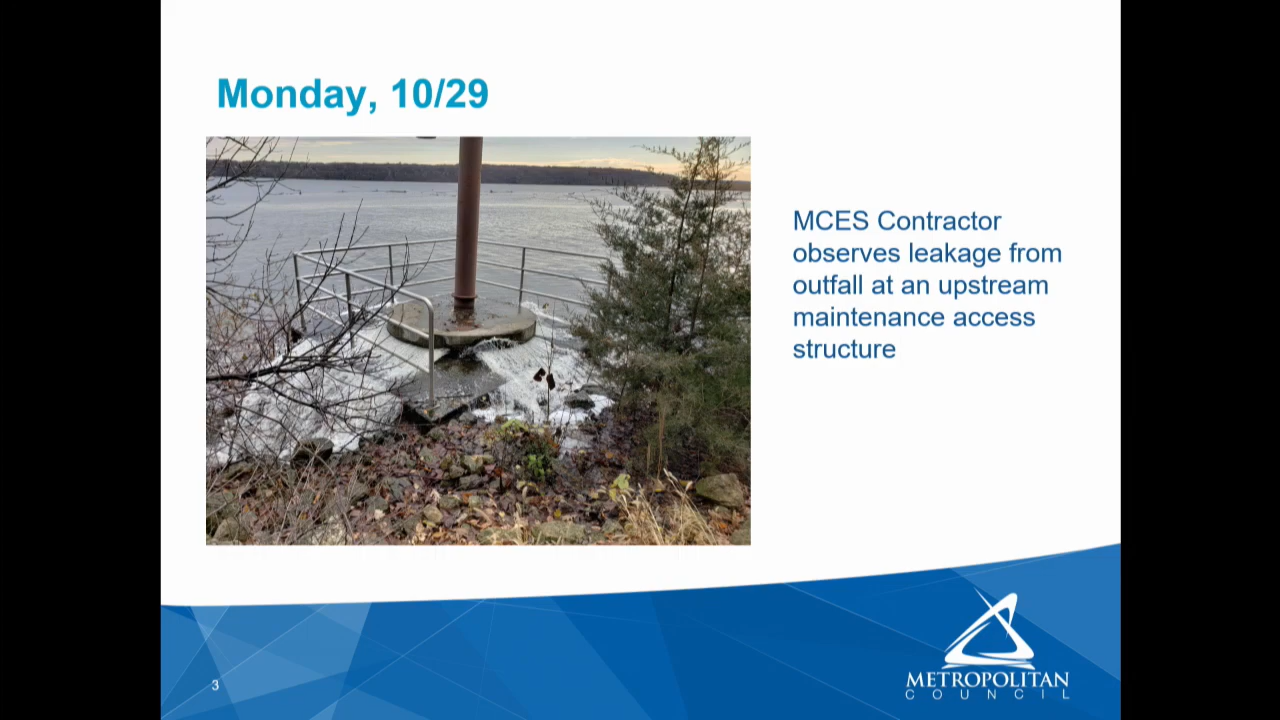 Monday, 10/29
MCES Contractor
observes leakage from
outfall at an upstream
maintenance access
structure
3
METROPOLITAN
COUNCIL